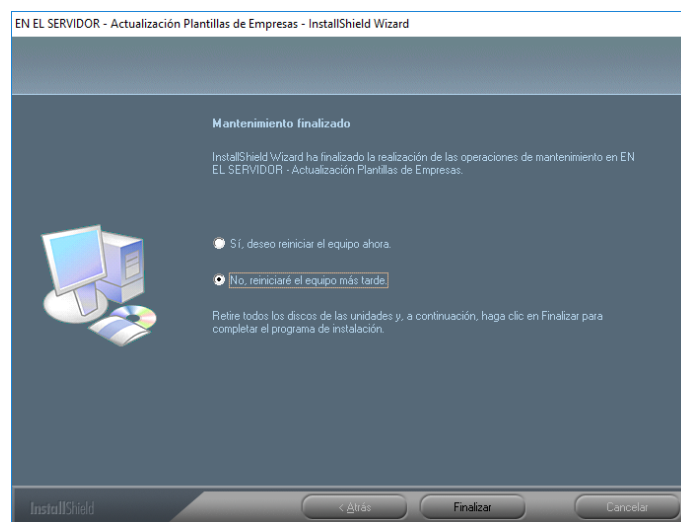 EN EL SERVIDOR - Actualización Plantillas de Empresas - InstallShield Wizard
Mantenimiento finalizado
InstallShield Wizard ha finalizado la realización de las operaciones de mantenimiento en EN
EL SERVIDOR - Actualización Plantillas de Empresas.
Sí, deseo reiniciar el equipo ahora.
No, reiniciaré el equipo más tarde.
Retire todos los discos de las unidades y, a continuación, haga clic en Finalizar para
completar el programa de instalación.
InstallShield
< Atrás
Finalizar
Cancelar